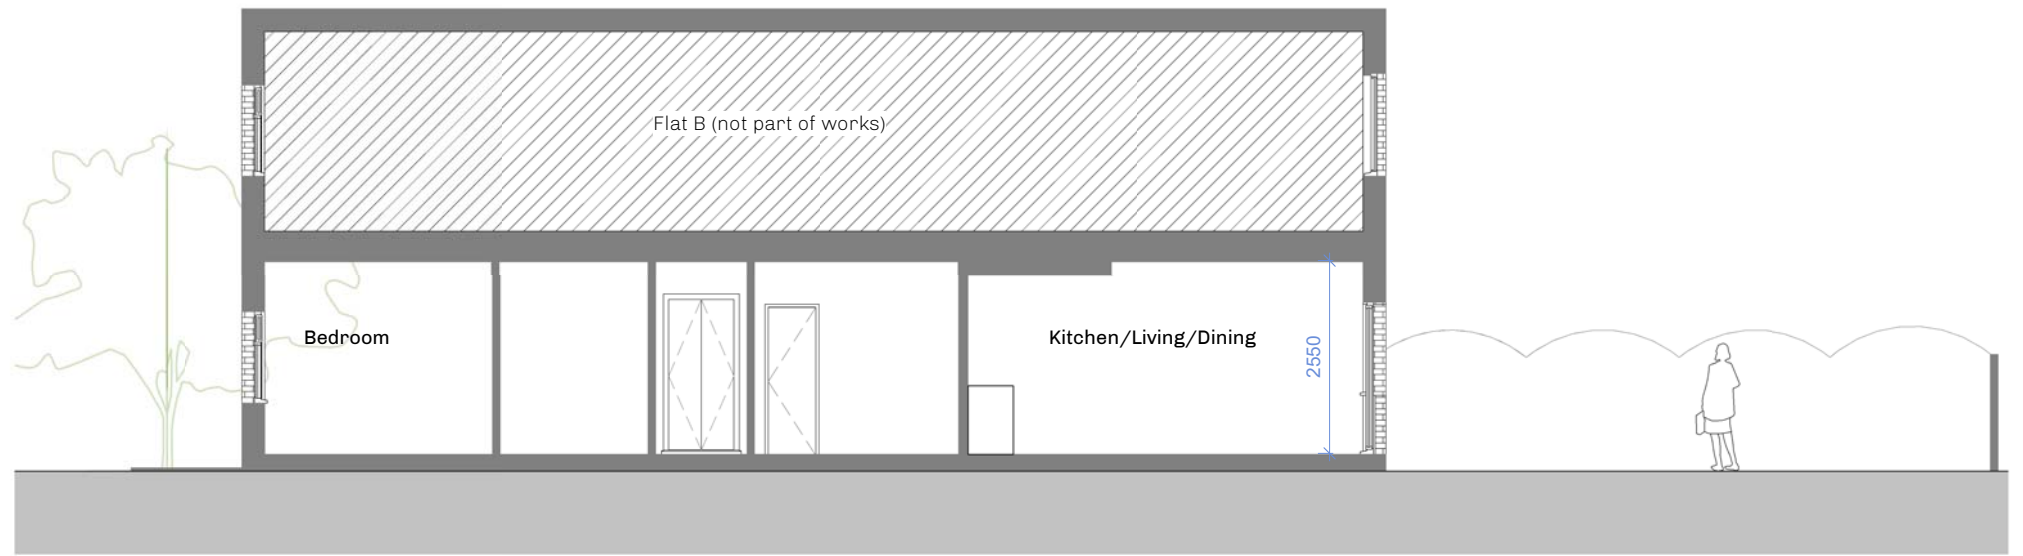 Flat B (not part of works)
Bedroom
Kitchen/Living/Dining
2550